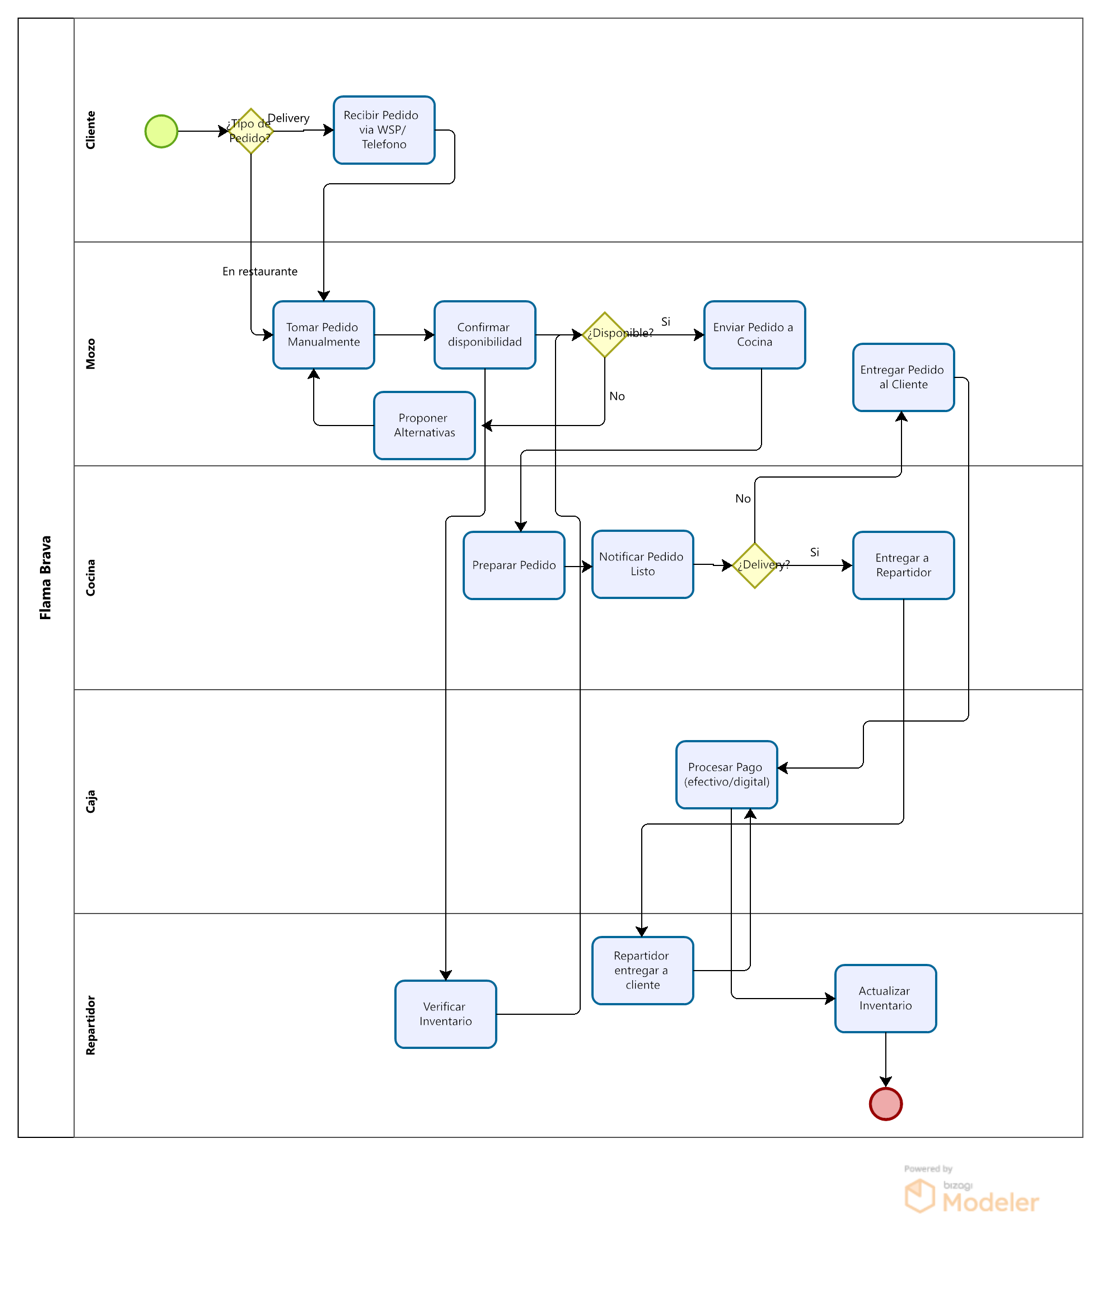 Flama Brava
Cliente
¿Tipo de
Pedido?
Delivery
Recibir Pedido
via WSP/
Telefono
En restaurante
Mozo
Tomar Pedido
Manualmente
Confirmar
disponibilidad
¿Disponible?
Si
Enviar Pedido a
Cocina
No
Proponer
Alternativas
Entregar Pedido
al Cliente
Cocina
Preparar Pedido
Notificar Pedido
Listo
¿Delivery?
No
Si
Entregar a
Repartidor
Caja
Procesar Pago
(efectivo/digital)
Repartidor
Verificar
Inventario
Repartidor
entregar a
cliente
Actualizar
Inventario
Powered by
bizagi
Modeler